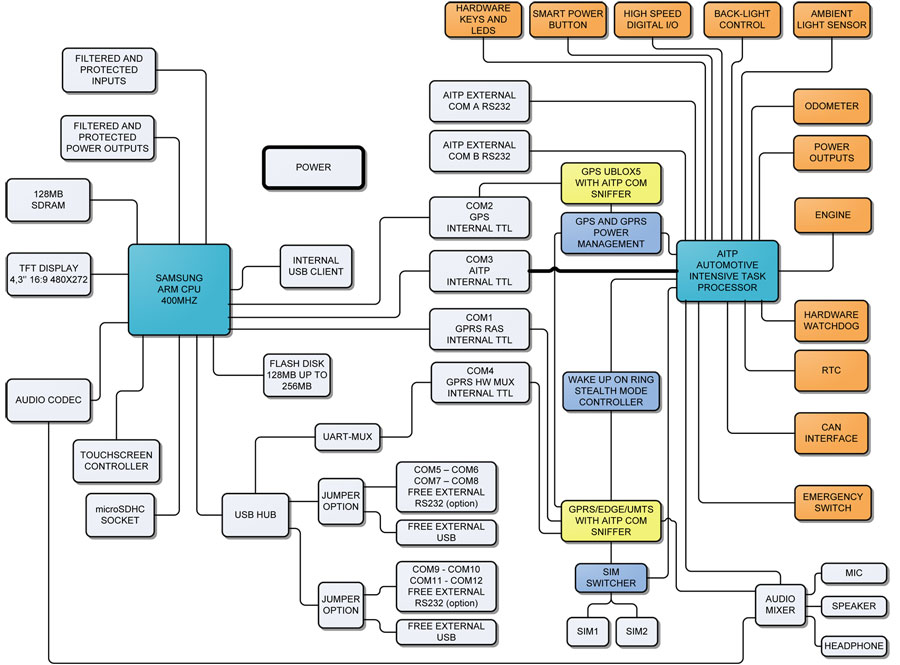 HARDWARE
KEYS AND
LEDS
SMART POWER
BUTTON
HIGH SPEED
DIGITAL I/O
BACK-LIGHT
CONTROL
AMBIENT
LIGHT SENSOR
FILTERED AND
PROTECTED
INPUTS
AITP EXTERNAL
COM A RS232
ODOMETER
FILTERED AND
PROTECTED
POWER OUTPUTS
AITP EXTERNAL
COM B RS232
POWER
OUTPUTS
POWER
GPS UBLOX5
WITH AITP COM
SNIFFER
128MB
SDRAM
COM2
GPS
INTERNAL TTL
GPS AND GPRS
POWER
MANAGEMENT
ENGINE
TFT DISPLAY
4,3" 16:9 480X272
SAMSUNG
ARM CPU
400MHZ
INTERNAL
USB CLIENT
COM3
AITP
INTERNAL TTL
AITP
AUTOMOTIVE
INTENSIVE TASK
PROCESSOR
COM1
GPRS RAS
INTERNAL TTL
HARDWARE
WATCHDOG
FLASH DISK
128MB UP TO
256MB
COM4
GPRS HW MUX
INTERNAL TTL
WAKE UP ON RING
STEALTH MODE
CONTROLLER
RTC
AUDIO CODEC
UART-MUX
CAN
INTERFACE
TOUCHSCREEN
CONTROLLER
microSDHC
SOCKET
USB HUB
JUMPER
OPTION
COM5 – COM6
COM7 – COM8
FREE EXTERNAL
RS232 (option)
FREE EXTERNAL
USB
GPRS/EDGE/UMTS
WITH AITP COM
SNIFFER
EMERGENCY
SWITCH
JUMPER
OPTION
COM9 - COM10
COM11 - COM12
FREE EXTERNAL
RS232 (option)
FREE EXTERNAL
USB
SIM
SWITCHER
SIM1
SIM2
AUDIO
MIXER
MIC
SPEAKER
HEADPHONE